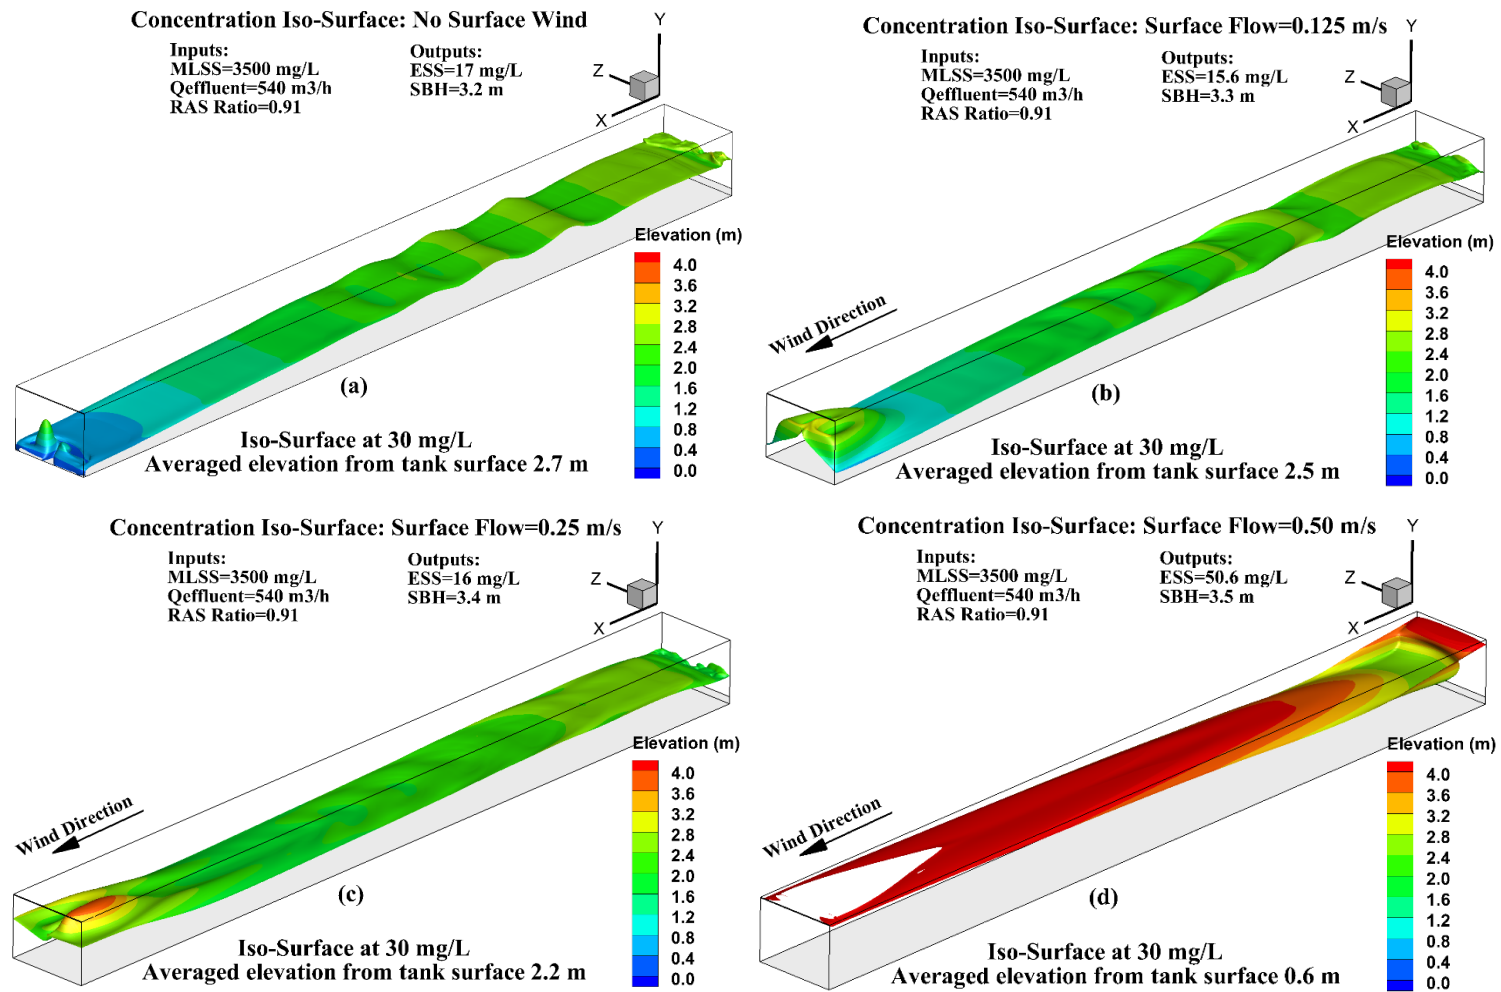 Concentration Iso-Surface: No Surface Wind
Inputs:
MLSS=3500 mg/L
Qeffluent=540 m3/h
RAS Ratio=0.91
Outputs:
ESS=17 mg/L
SBH=3.2 m
Y
Z
X
Elevation (m)
4.0
3.6
3.2
2.8
2.4
2.0
1.6
1.2
0.8
0.4
0.0
(a)
Iso-Surface at 30 mg/L
Averaged elevation from tank surface 2.7 m
Concentration Iso-Surface: Surface Flow=0.125 m/s
Inputs:
MLSS=3500 mg/L
Qeffluent=540 m3/h
RAS Ratio=0.91
Outputs:
ESS=15.6 mg/L
SBH=3.3 m
Y
Z
X
Elevation (m)
4.0
3.6
3.2
2.8
2.4
2.0
1.6
1.2
0.8
0.4
0.0
Wind Direction
(b)
Iso-Surface at 30 mg/L
Averaged elevation from tank surface 2.5 m
Concentration Iso-Surface: Surface Flow=0.25 m/s
Inputs:
MLSS=3500 mg/L
Qeffluent=540 m3/h
RAS Ratio=0.91
Outputs:
ESS=16 mg/L
SBH=3.4 m
Y
Z
X
Elevation (m)
4.0
3.6
3.2
2.8
2.4
2.0
1.6
1.2
0.8
0.4
0.0
Wind Direction
(c)
Iso-Surface at 30 mg/L
Averaged elevation from tank surface 2.2 m
Concentration Iso-Surface: Surface Flow=0.50 m/s
Inputs:
MLSS=3500 mg/L
Qeffluent=540 m3/h
RAS Ratio=0.91
Outputs:
ESS=50.6 mg/L
SBH=3.5 m
Y
Z
X
Elevation (m)
4.0
3.6
3.2
2.8
2.4
2.0
1.6
1.2
0.8
0.4
0.0
Wind Direction
(d)
Iso-Surface at 30 mg/L
Averaged elevation from tank surface 0.6 m